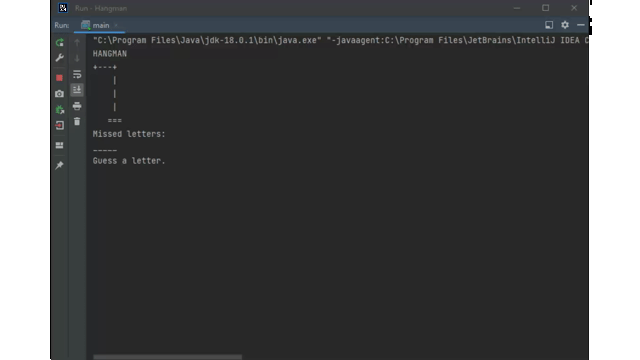 Run - Hangman
Run: main
"C:\Program Files\Java\jdk-18.0.1\bin\java.exe" "-javaagent:C:\Program Files\JetBrains\IntelliJ IDEA C
HANGMAN
+---+
|
|
|
===
Missed letters:
_____
Guess a letter.